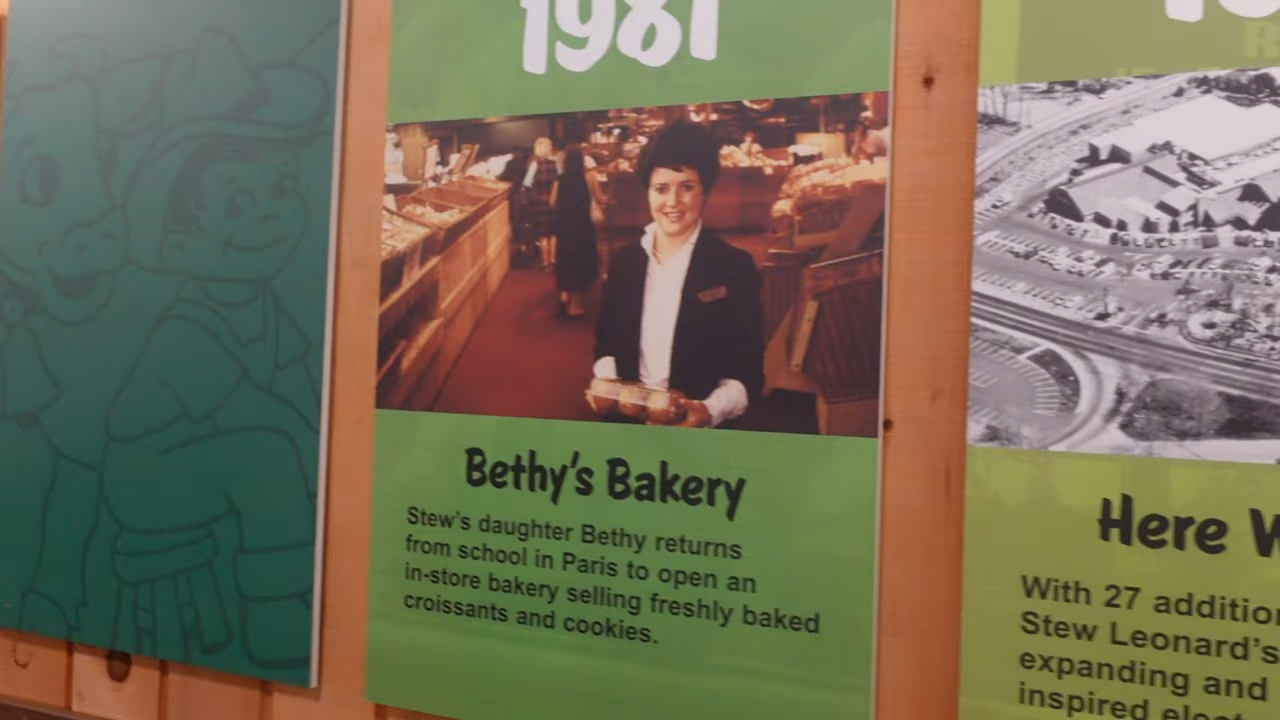 1981
Bethy's Bakery
Stew's daughter Bethy returns
from school in Paris to open an
in-store bakery selling freshly baked
croissants and cookies.
Here
With 27
Stew Leonard's
expanding and
inspired